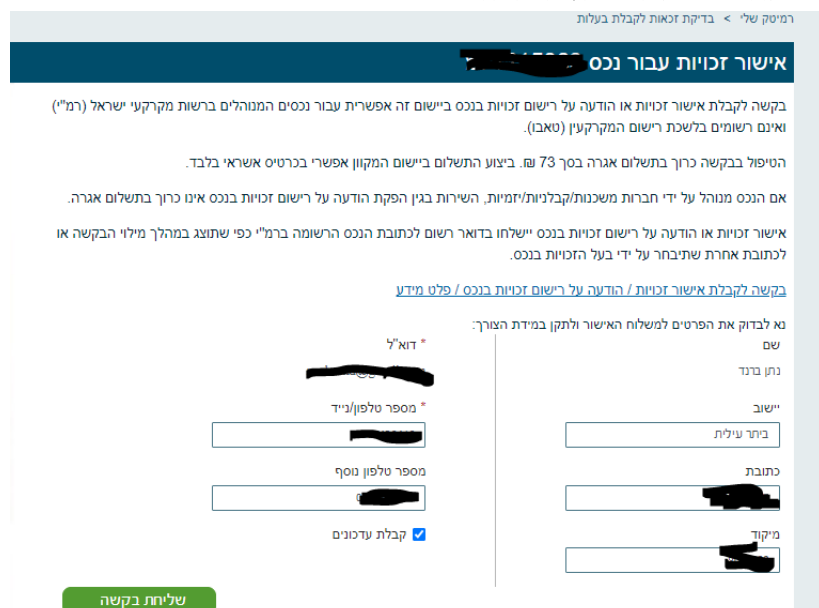 רמיטק שלי > בדיקת זכאות לקבלת בעלות
אישור זכויות עבור נכס
בקשה לקבלת אישור זכויות או הודעה על רישום זכויות בנכס ביישום זה אפשרית עבור נכסים המנוהלים ברשות מקרקעי ישראל (רמ"י)
ואינם רשומים בלשכת רישום המקרקעין (טאבו).
הטיפול בבקשה כרוך בתשלום אגרה בסך 73 ₪. ביצוע התשלום ביישום המקוון אפשרי בכרטיס אשראי בלבד.
אם הנכס מנוהל על ידי חברות משכנות/קבלניות/יזמיות, השירות בגין הפקת הודעה על רישום זכויות בנכס אינו כרוך בתשלום אגרה.
אישור זכויות או הודעה על רישום זכויות בנכס יישלחו בדואר רשום לכתובת הנכס הרשומה ברמ"י כפי שתוצג במהלך מילוי הבקשה או
לכתובת אחרת שתיבחר על ידי בעל הזכויות בנכס.
בקשה לקבלת אישור זכויות / הודעה על רישום זכויות בנכס / פלט מידע
נא לבדוק את הפרטים למשלוח האישור ולתקן במידת הצורך:
שם
נתן ברנד
יישוב
ביתר עילית
כתובת
מיקוד
* דוא"ל
* מספר טלפון/נייד
מספר טלפון נוסף
קבלת עדכונים
שליחת בקשה